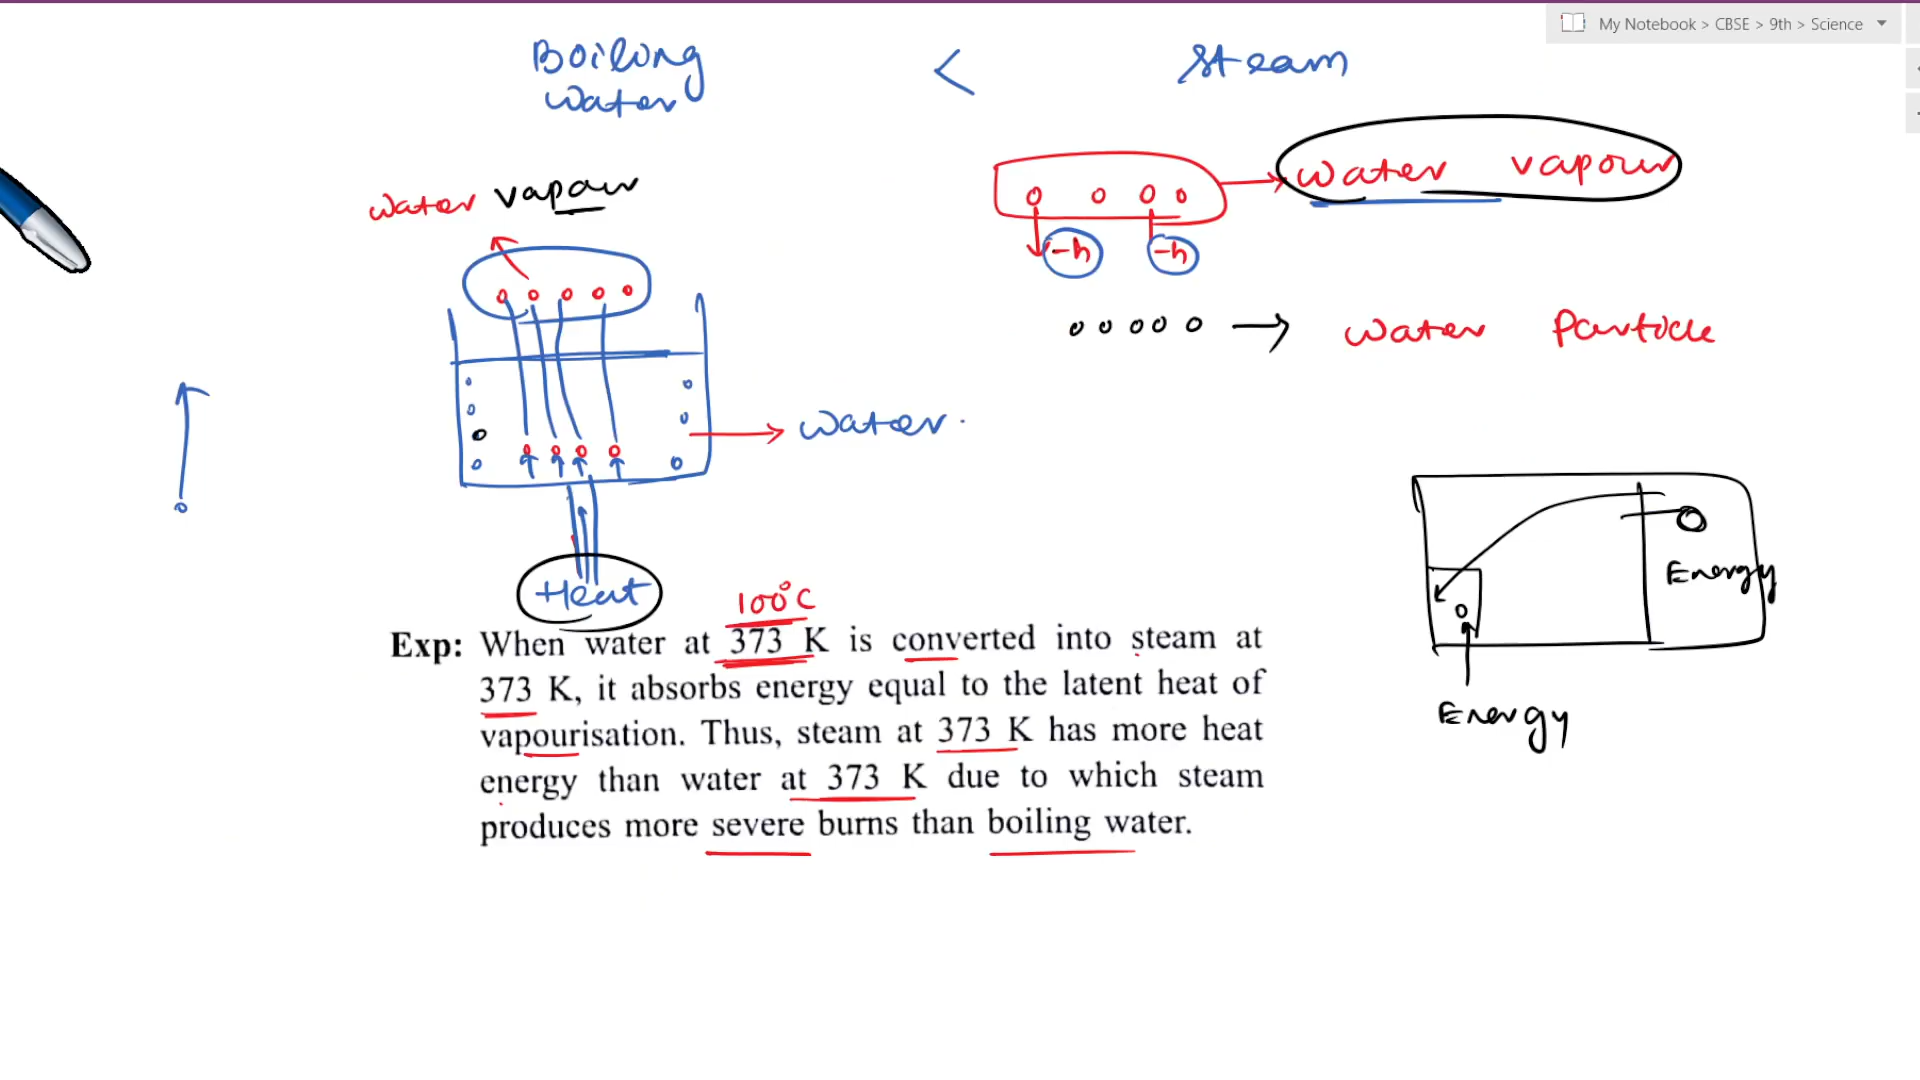 My Notebook > CBSE > 9th > Science
Boilong < steam
water
water vapour
water vapour
-h -h
water particle
water.
Energy
Heat
100°C
Energy
Exp: When water at 373 K is converted into steam at
373 K, it absorbs energy equal to the latent heat of
vapourisation. Thus, steam at 373 K has more heat
energy than water at 373 K due to which steam
produces more severe burns than boiling water.